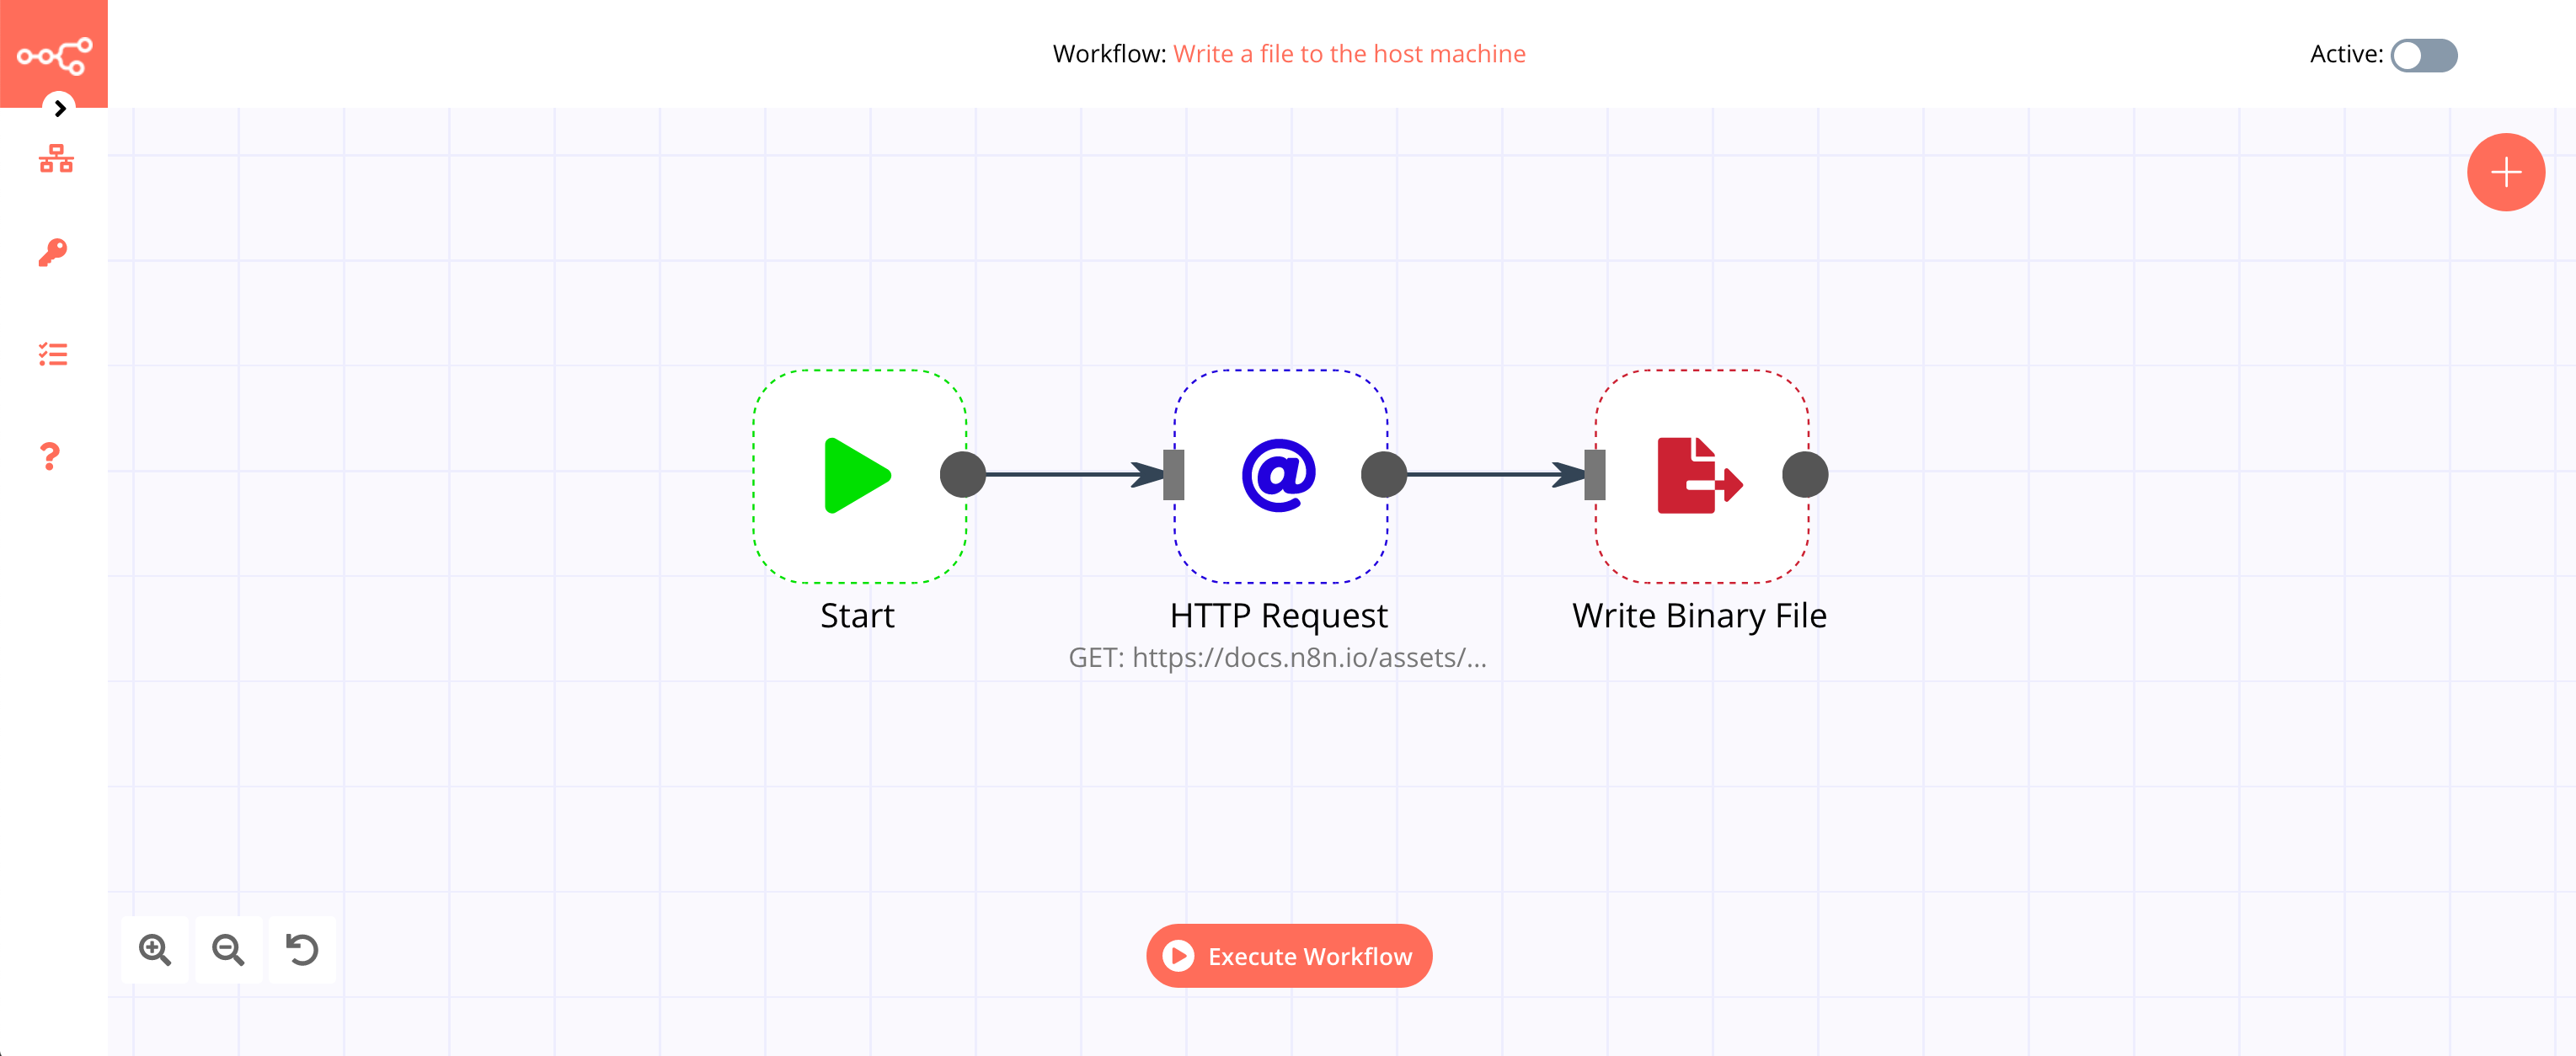 Workflow: Write a file to the host machine
Active:
Start
HTTP Request
Write Binary File
GET: https://docs.n8n.io/assets/...
Execute Workflow